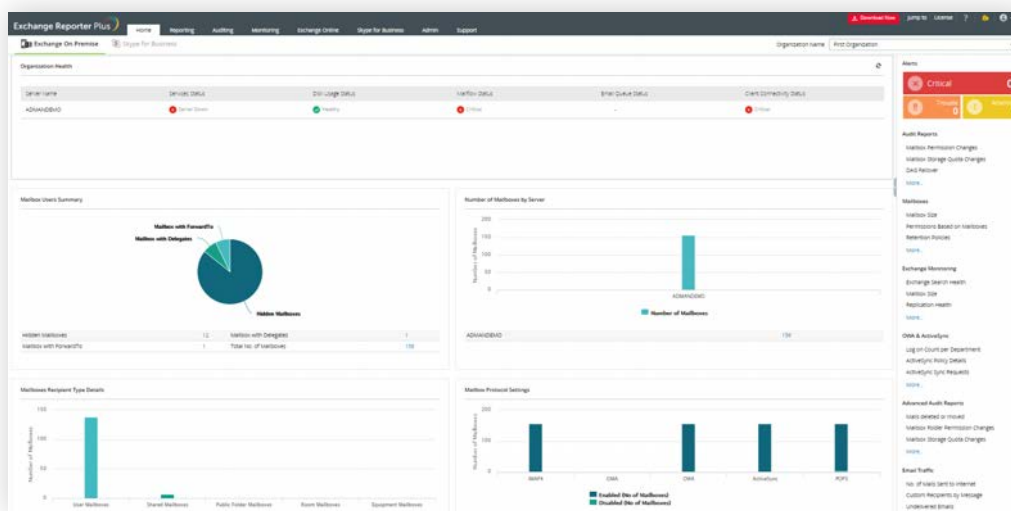 Exchange Reporter Plus
Home Reporting Auditing Monitoring Exchange Online Skype for Business Admin Support
Download Now Jump to License ?
Exchange On Premise S Skype for Business
Organization Name First Organization
Organization Health
Server Name Services Status Disk Usage Status Mailflow Status Email Queue Status Client Connectivity Status
ADMANDEMO Server Down Healthy Critical - Critical
Mailbox Users Summary
Mailbox with ForwardTo
Mailbox with Delegates
Hidden Mailboxes
Hidden Mailboxes 12 Mailbox with Delegates 1
Mailbox with ForwardTo 1 Total No. of Mailboxes
Number of Mailboxes by Server
Number of Mailboxes
200
150
100
50
0
ADMANDEMO
Number of Mailboxes
ADMANDEMO
Mailboxes Recipient Type Details
Number of Mailboxes
150
100
50
0
User Mailboxes Shared Mailboxes Public Folder Mailboxes Room Mailboxes Equipment Mailboxes
Mailbox Protocol Settings
Number of Mailboxes
200
100
0
IMAP4 OMA OWA ActiveSync POP3
Enabled (No of Mailboxes)
Disabled (No of Mailboxes)
Alerts
Critical 0
Trouble
0
Audit Reports
Mailbox Permission Changes
Mailbox Storage Quota Changes
DAG Failover
More..
Mailboxes
Mailbox Size
Permissions Based on Mailboxes
Retention Policies
More..
Exchange Monitoring
Exchange Search Health
Mailbox Size
Replication Health
More..
OWA & ActiveSync
Log on Count per Department
ActiveSync Policy Details
ActiveSync Sync Requests
More..
Advanced Audit Reports
Mails deleted or moved
Mailbox Folder Permission Changes
Mailbox Storage Quota Changes
More..
Email Traffic
No. of Mails Sent to Internet
Custom Recipients by Message
Undelivered Emails